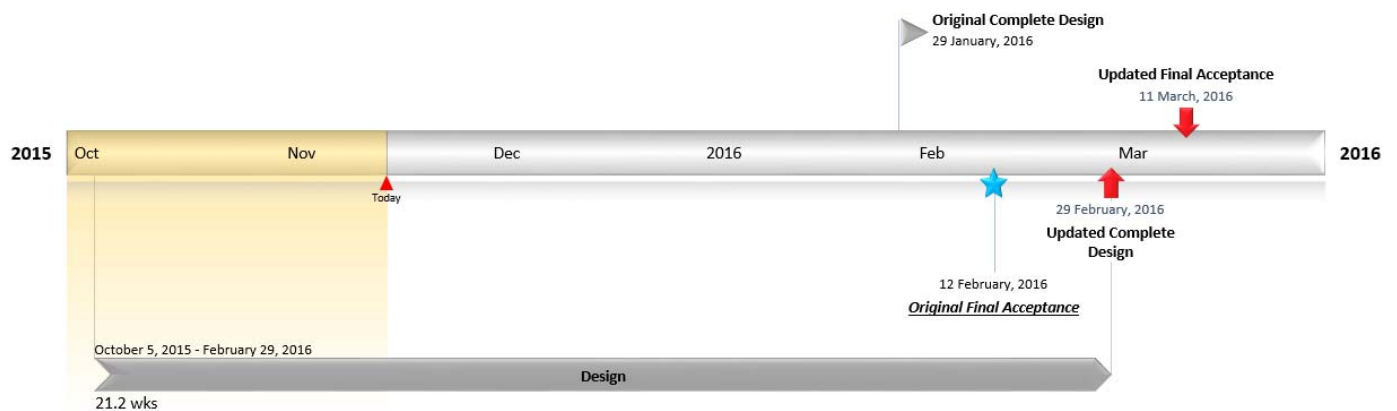 Original Complete Design
29 January, 2016
Updated Final Acceptance
11 March, 2016
2015 Oct Nov Dec 2016 Feb Mar 2016
Today
29 February, 2016
Updated Complete
Design
12 February, 2016
Original Final Acceptance
October 5, 2015 - February 29, 2016
Design
21.2 wks